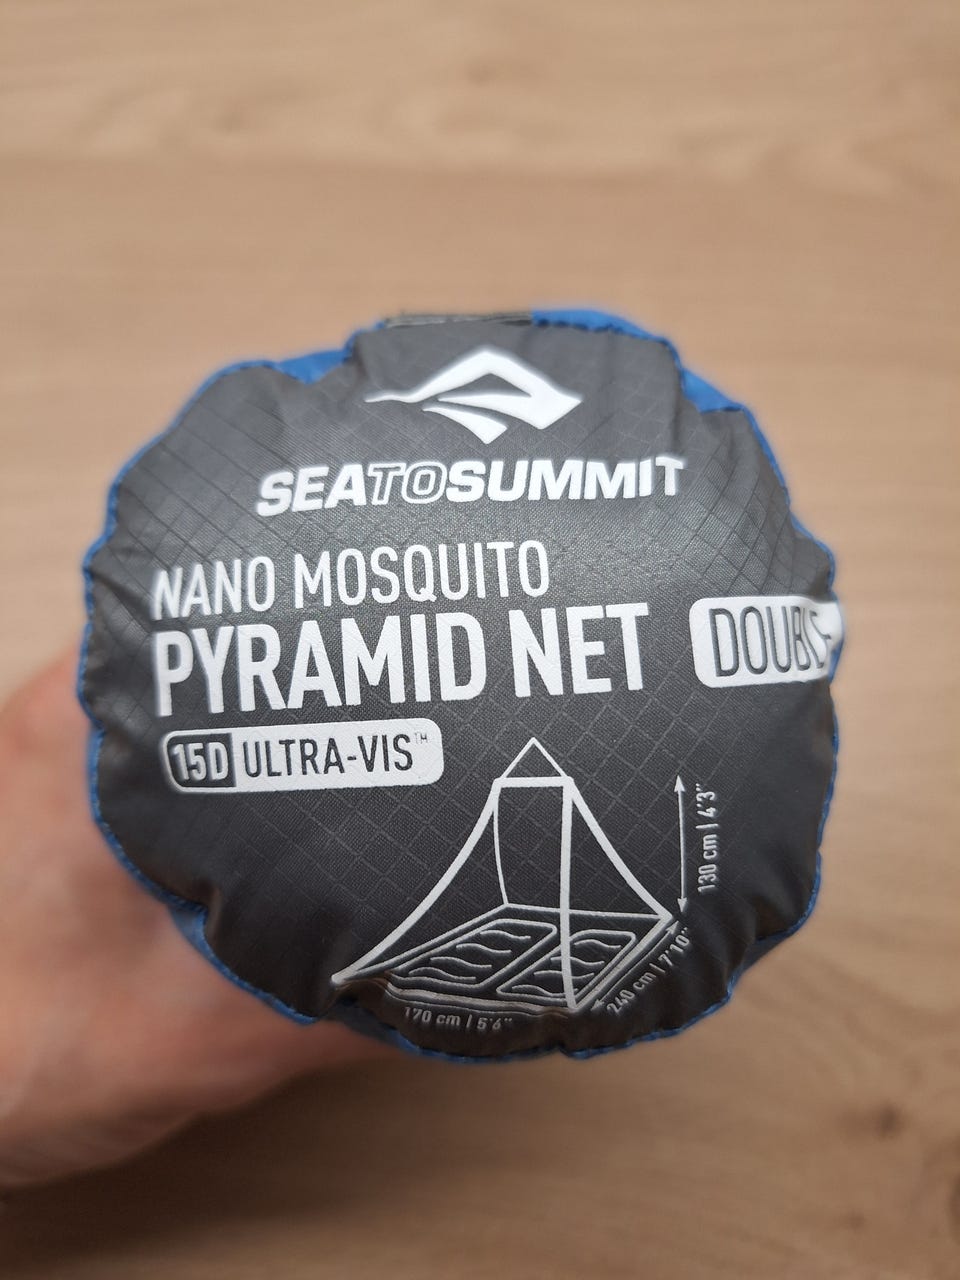 SEATOSUMMIT
NANO MOSQUITO
PYRAMID NET
DOUBLE
15D ULTRA-VIS™
130 cm | 4'3"
240 cm | 7'10"
170 cm | 5'6"